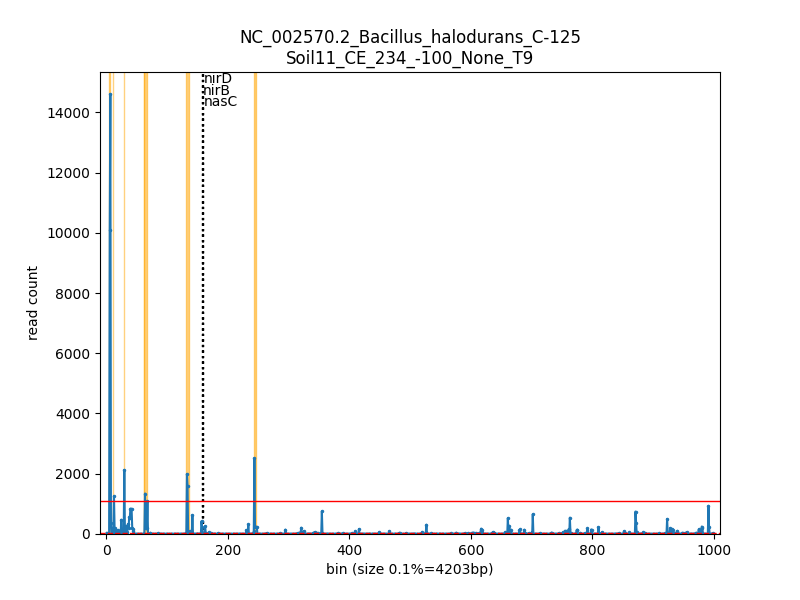 NC_002570.2_Bacillus_halodurans_C-125
Soil11_CE_234_-100_None_T9
nirD
nirB
nasC
14000
12000
10000
8000
6000
4000
2000
0
read count
0 200 400 600 800 1000
bin (size 0.1%=4203bp)